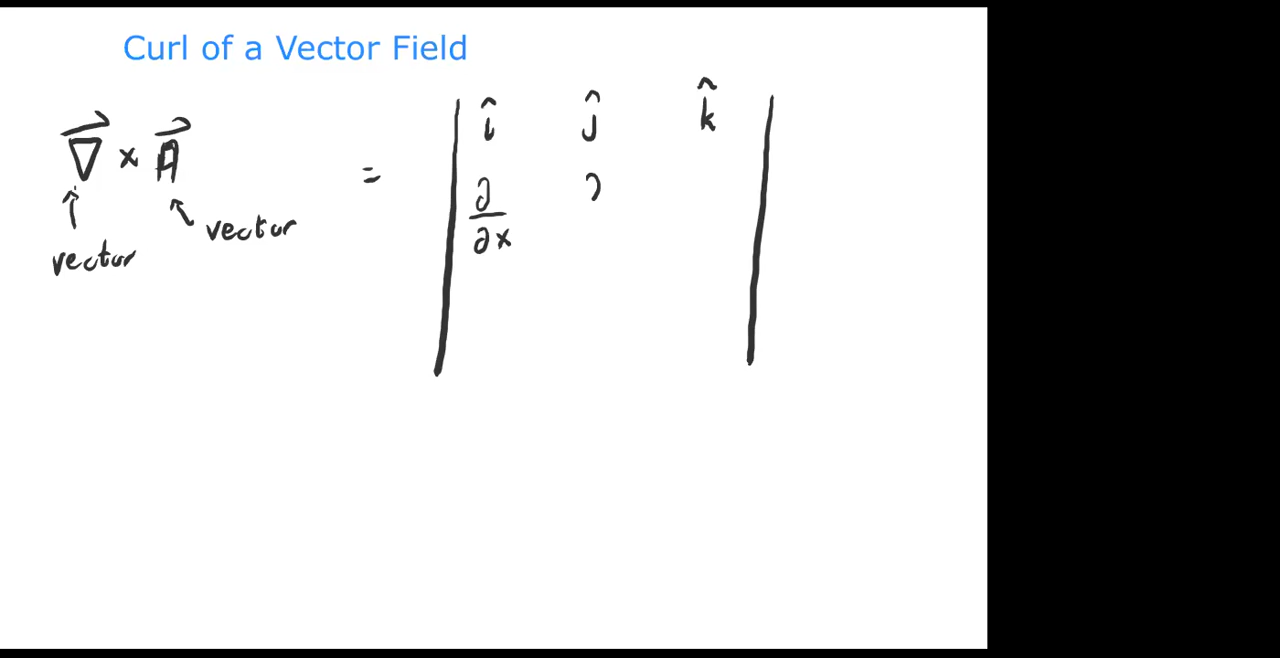 Curl of a Vector Field
î ĵ k̂
∇⃗ × A⃗ =
∂ ∂
∂x
vector
vector